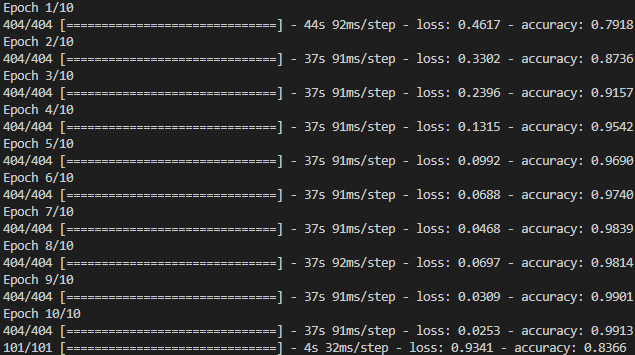 Epoch 1/10
404/404 [==============================] - 44s 92ms/step - loss: 0.4617 - accuracy: 0.7918
Epoch 2/10
404/404 [==============================] - 37s 91ms/step - loss: 0.3302 - accuracy: 0.8736
Epoch 3/10
404/404 [==============================] - 37s 91ms/step - loss: 0.2396 - accuracy: 0.9157
Epoch 4/10
404/404 [==============================] - 37s 91ms/step - loss: 0.1315 - accuracy: 0.9542
Epoch 5/10
404/404 [==============================] - 37s 91ms/step - loss: 0.0992 - accuracy: 0.9690
Epoch 6/10
404/404 [==============================] - 37s 91ms/step - loss: 0.0688 - accuracy: 0.9740
Epoch 7/10
404/404 [==============================] - 37s 91ms/step - loss: 0.0468 - accuracy: 0.9839
Epoch 8/10
404/404 [==============================] - 37s 92ms/step - loss: 0.0697 - accuracy: 0.9814
Epoch 9/10
404/404 [==============================] - 37s 91ms/step - loss: 0.0309 - accuracy: 0.9901
Epoch 10/10
404/404 [==============================] - 37s 91ms/step - loss: 0.0253 - accuracy: 0.9913
101/101 [==============================] - 4s 32ms/step - loss: 0.9341 - accuracy: 0.8366